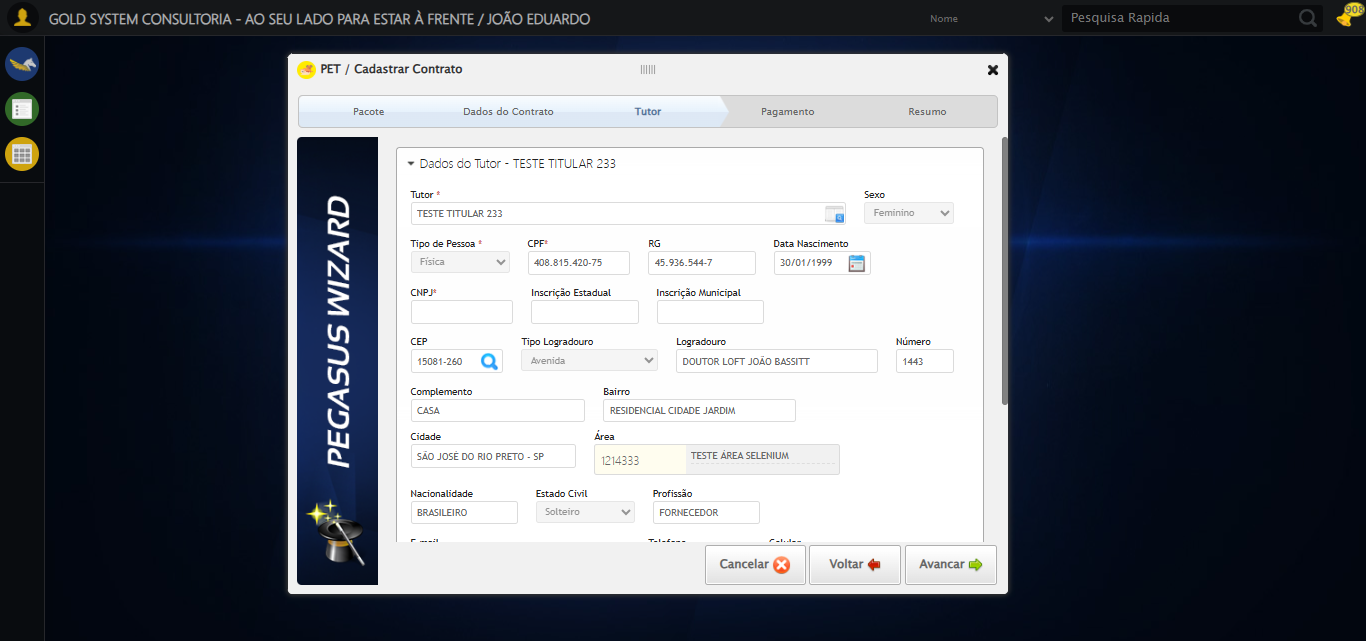 GOLD SYSTEM CONSULTORIA - AO SEU LADO PARA ESTAR À FRENTE / JOÃO EDUARDO
Nome
Pesquisa Rapida
908
PET / Cadastrar Contrato
Pacote Dados do Contrato Tutor Pagamento Resumo
PEGASUS WIZARD
Dados do Tutor - TESTE TITULAR 233
Tutor * Sexo
TESTE TITULAR 233 Feminino
Tipo de Pessoa * CPF* RG Data Nascimento
Física 408.815.420-75 45.936.544-7 30/01/1999
CNPJ* Inscrição Estadual Inscrição Municipal
CEP Tipo Logradouro Logradouro Número
15081-260 Avenida DOUTOR LOFT JOÃO BASSITT 1443
Complemento Bairro
CASA RESIDENCIAL CIDADE JARDIM
Cidade Área
SÃO JOSÉ DO RIO PRETO - SP 1214333 TESTE ÁREA SELENIUM
Nacionalidade Estado Civil Profissão
BRASILEIRO Solteiro FORNECEDOR
E-mail Telefone Celular
Cancelar Voltar Avancar